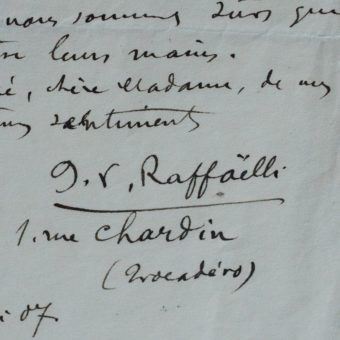 nous sommes sûrs que
leurs mains.
chère Madame, de mes
sentiments
J. F. Raffaëlli
1. rue Chardin
(Trocadéro)
07